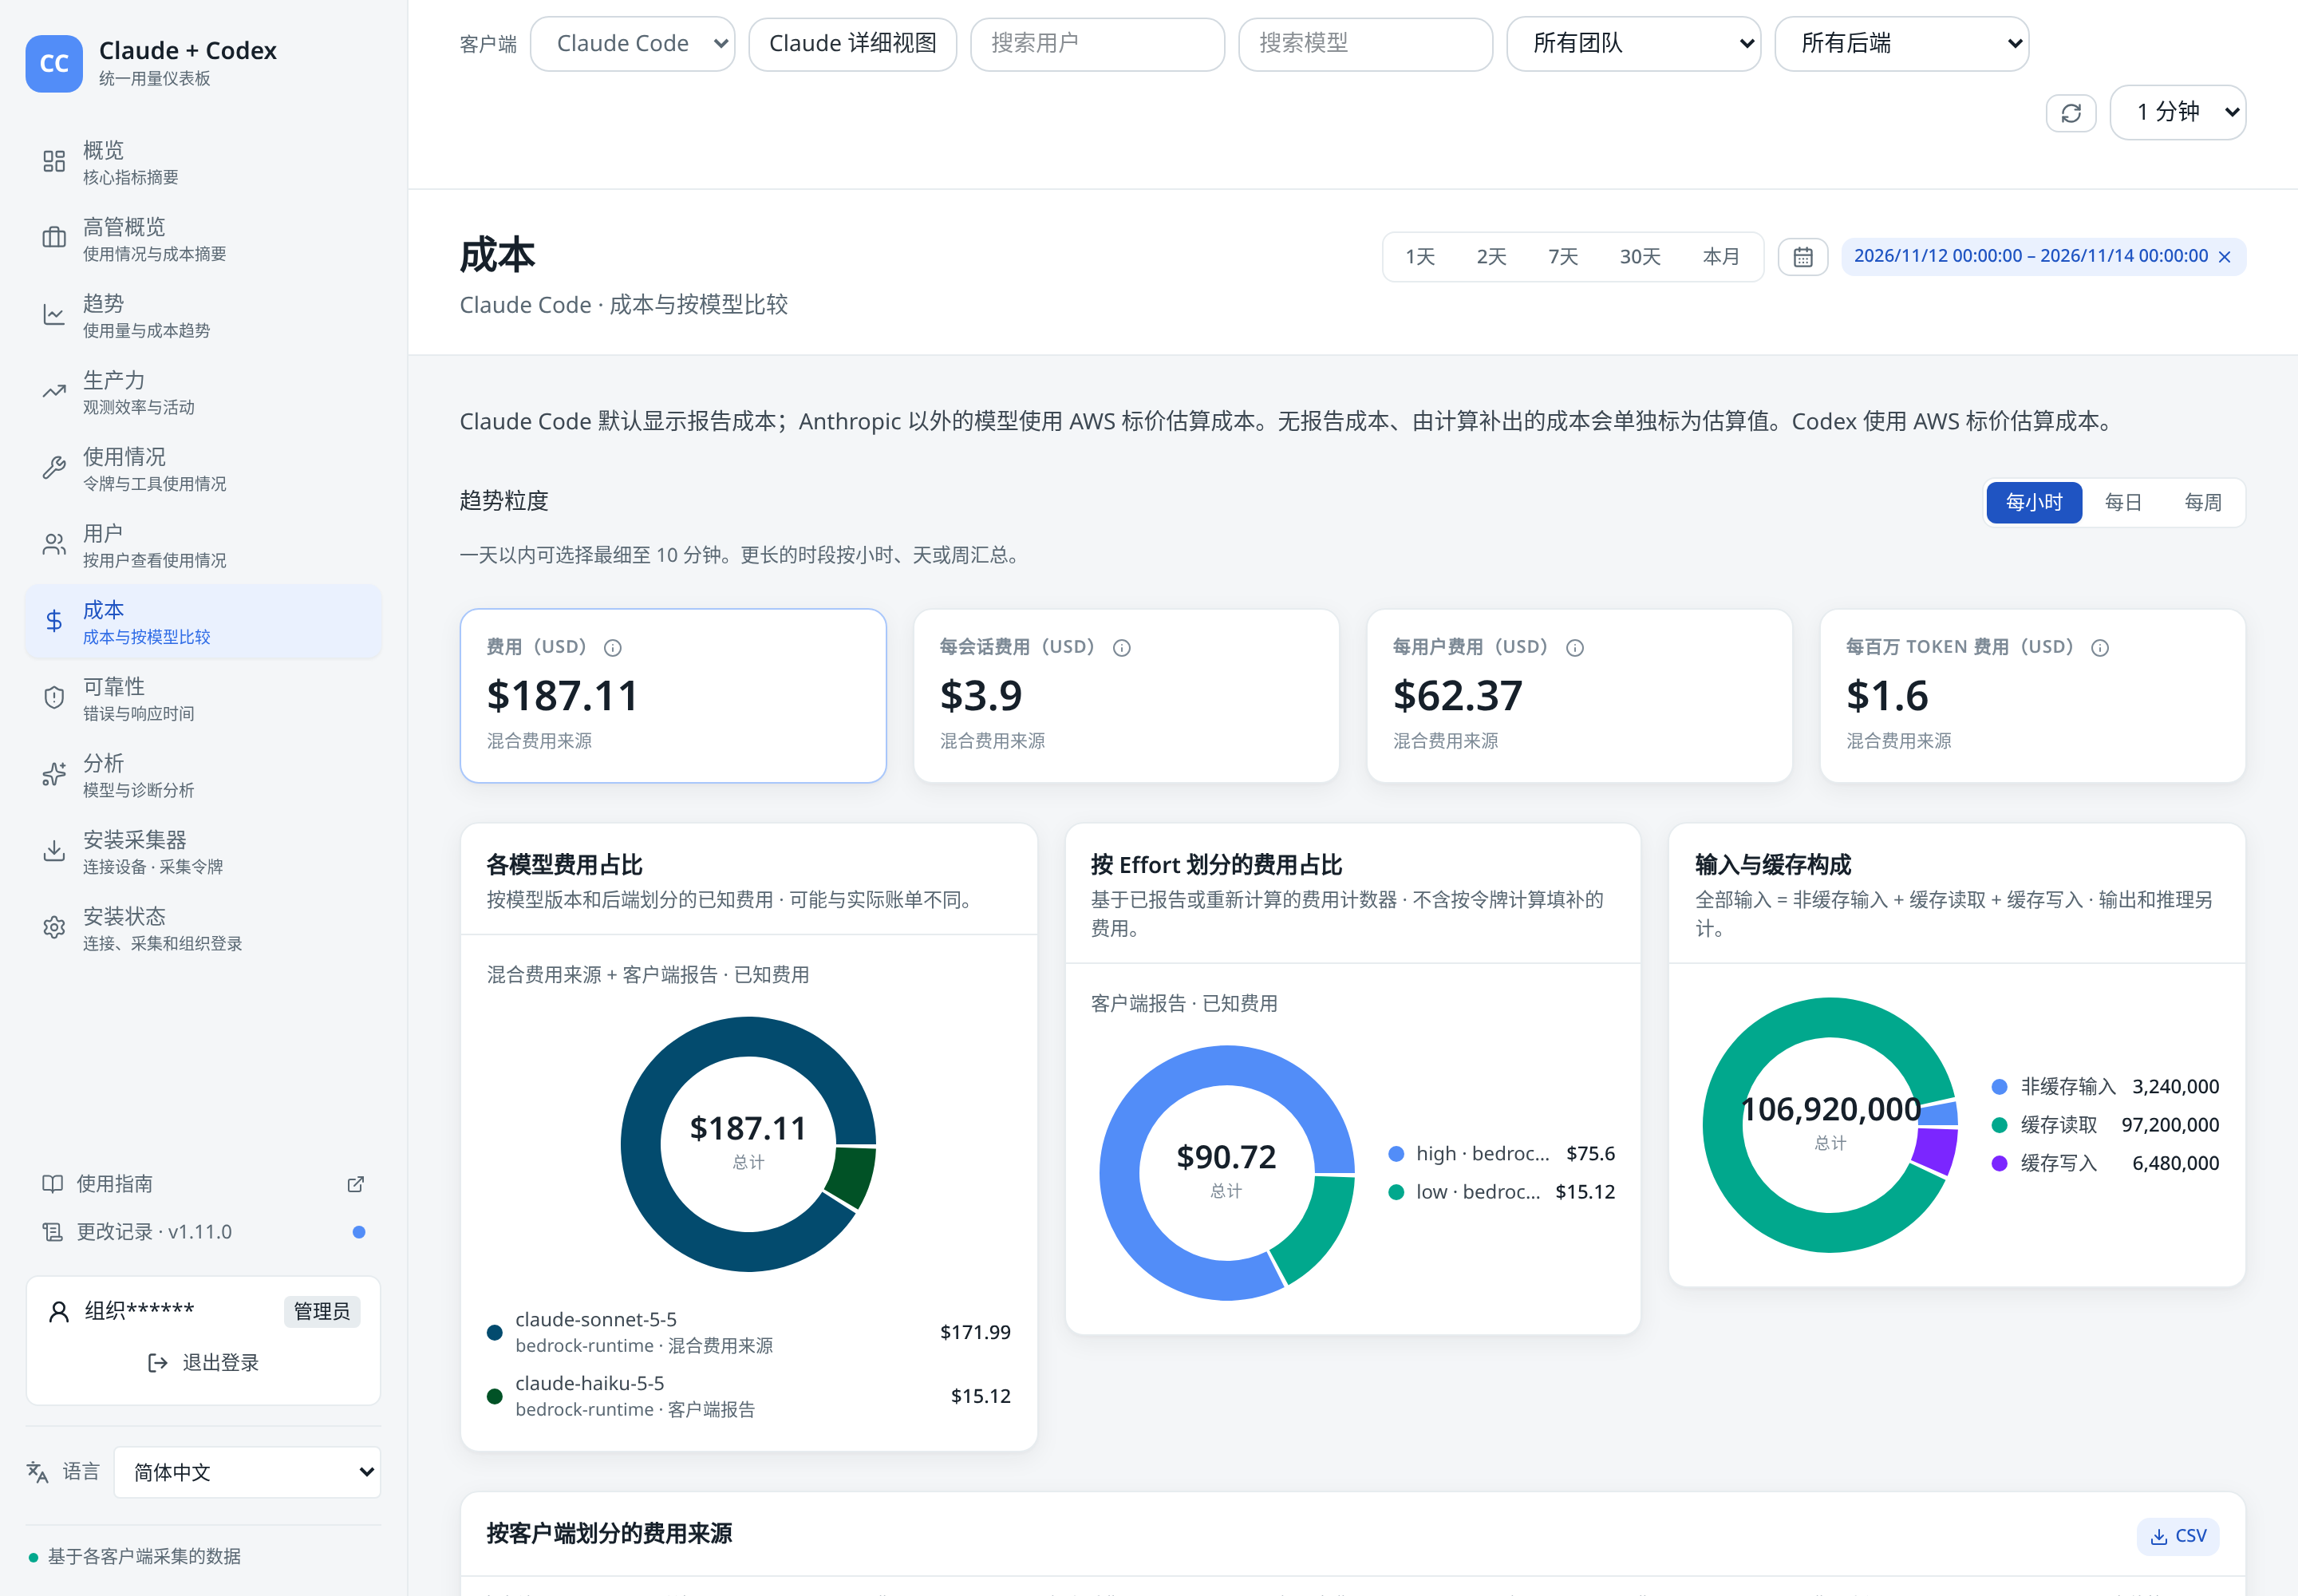 CC
Claude + Codex
统一用量仪表板
概览
核心指标摘要
高管概览
使用情况与成本摘要
趋势
使用量与成本趋势
生产力
观测效率与活动
使用情况
令牌与工具使用情况
用户
按用户查看使用情况
成本
成本与按模型比较
可靠性
错误与响应时间
分析
模型与诊断分析
安装采集器
连接设备 · 采集令牌
安装状态
连接、采集和组织登录
使用指南
更改记录 · v1.11.0
组织******
管理员
退出登录
语言
简体中文
基于各客户端采集的数据
客户端
Claude Code
Claude 详细视图
搜索用户
搜索模型
所有团队
所有后端
1 分钟
成本
Claude Code · 成本与按模型比较
1天
2天
7天
30天
本月
2026/11/12 00:00:00 – 2026/11/14 00:00:00
Claude Code 默认显示报告成本；Anthropic 以外的模型使用 AWS 标价估算成本。无报告成本、由计算补出的成本会单独标为估算值。Codex 使用 AWS 标价估算成本。
趋势粒度
每小时
每日
每周
一天以内可选择最细至 10 分钟。更长的时段按小时、天或周汇总。
费用（USD）
$187.11
混合费用来源
每会话费用（USD）
$3.9
混合费用来源
每用户费用（USD）
$62.37
混合费用来源
每百万 TOKEN 费用（USD）
$1.6
混合费用来源
各模型费用占比
按模型版本和后端划分的已知费用 · 可能与实际账单不同。
混合费用来源 + 客户端报告 · 已知费用
$187.11
总计
claude-sonnet-5-5
bedrock-runtime · 混合费用来源
$171.99
claude-haiku-5-5
bedrock-runtime · 客户端报告
$15.12
按 Effort 划分的费用占比
基于已报告或重新计算的费用计数器 · 不含按令牌计算填补的
费用。
客户端报告 · 已知费用
$90.72
总计
high · bedroc...
$75.6
low · bedroc...
$15.12
输入与缓存构成
全部输入 = 非缓存输入 + 缓存读取 + 缓存写入 · 输出和推理另
计。
106,920,000
总计
非缓存输入
3,240,000
缓存读取
97,200,000
缓存写入
6,480,000
按客户端划分的费用来源
CSV